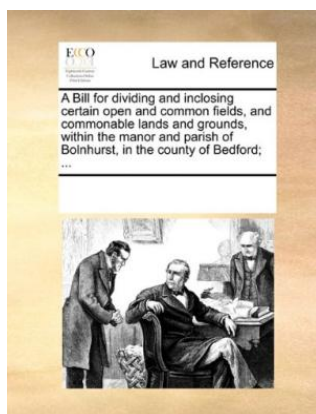 ECCO
Law and Reference
A Bill for dividing and inclosing
certain open and common fields, and
commonable lands and grounds,
within the manor and parish of
Bolnhurst, in the county of Bedford;
...